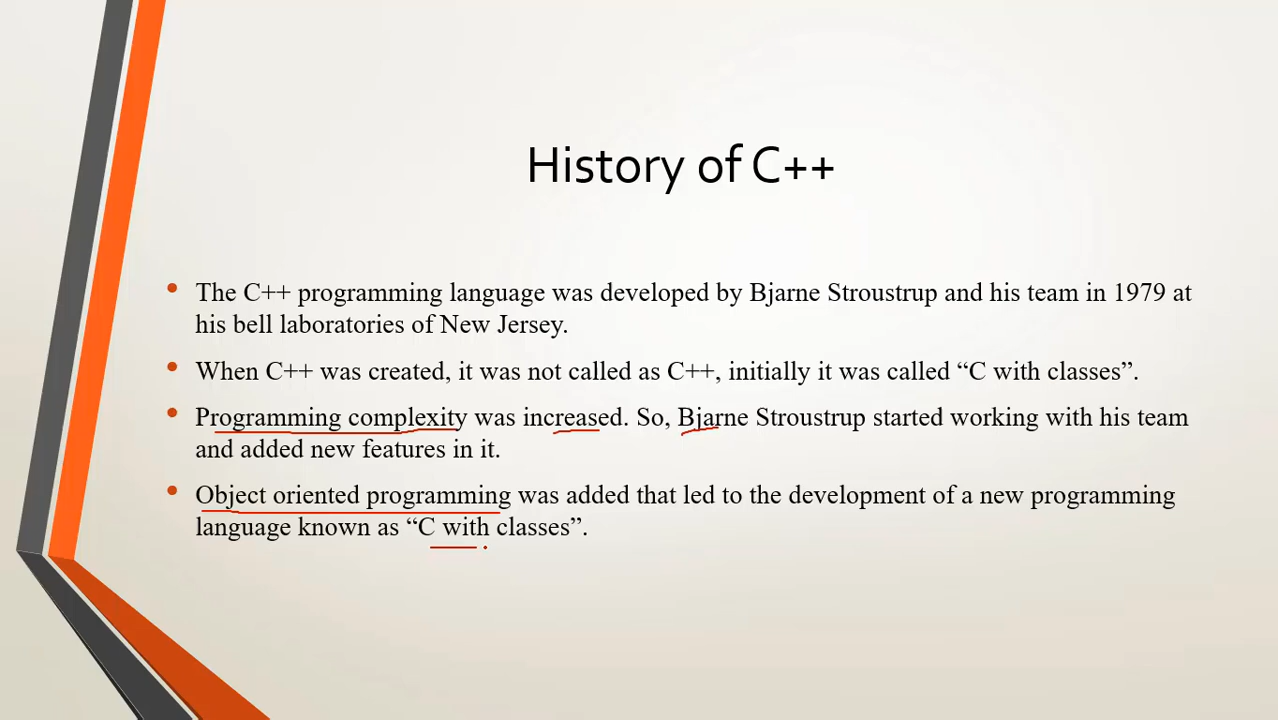 History of C++
• The C++ programming language was developed by Bjarne Stroustrup and his team in 1979 at
his bell laboratories of New Jersey.
• When C++ was created, it was not called as C++, initially it was called “C with classes”.
• Programming complexity was increased. So, Bjarne Stroustrup started working with his team
and added new features in it.
• Object oriented programming was added that led to the development of a new programming
language known as “C with classes”.